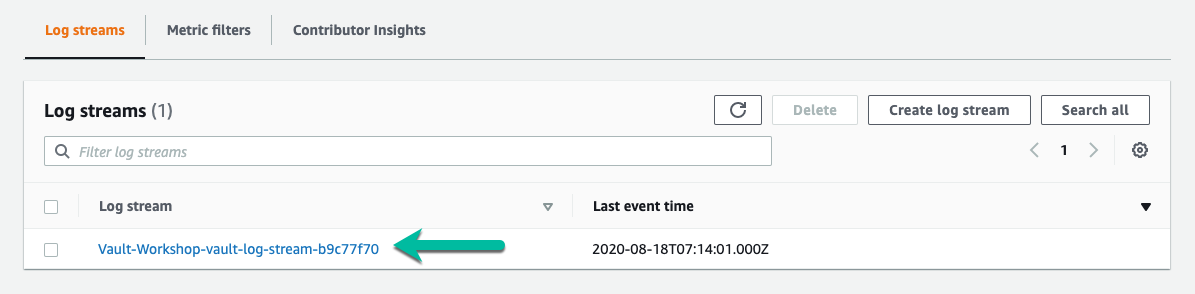 Log streams
Metric filters
Contributor Insights
Log streams (1)
Delete
Create log stream
Search all
Filter log streams
1
Log stream
Last event time
Vault-Workshop-vault-log-stream-b9c77f70
2020-08-18T07:14:01.000Z